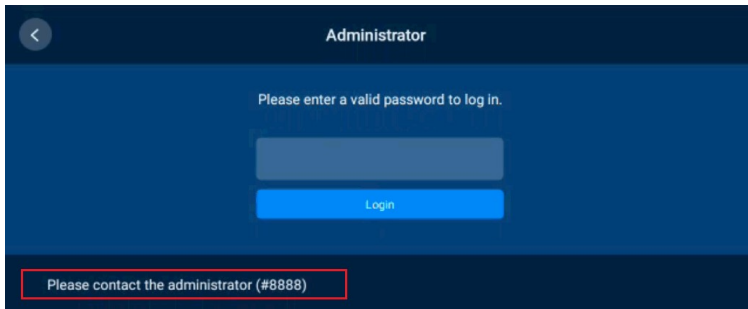 Administrator
Please enter a valid password to log in.
Login
Please contact the administrator (#8888)